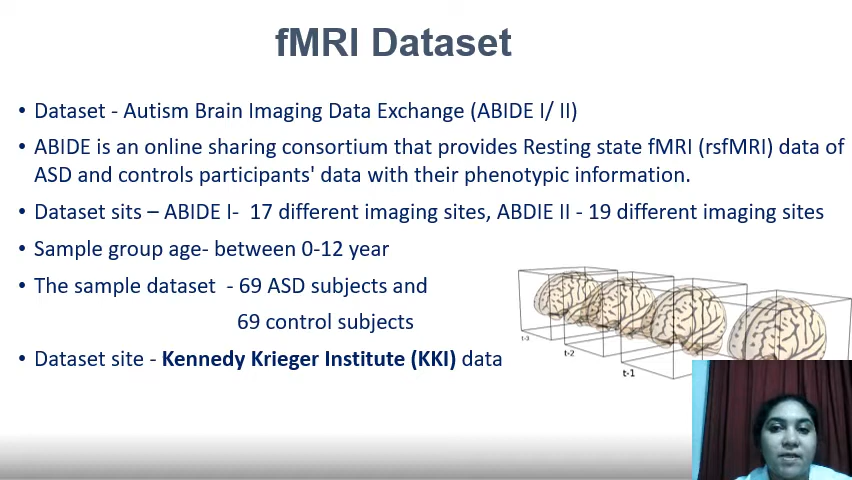 fMRI Dataset
• Dataset - Autism Brain Imaging Data Exchange (ABIDE I/ II)
• ABIDE is an online sharing consortium that provides Resting state fMRI (rsfMRI) data of
ASD and controls participants' data with their phenotypic information.
• Dataset sits – ABIDE I- 17 different imaging sites, ABDIE II - 19 different imaging sites
• Sample group age- between 0-12 year
• The sample dataset - 69 ASD subjects and
69 control subjects
• Dataset site - Kennedy Krieger Institute (KKI) data
t-3
t-2
t-1